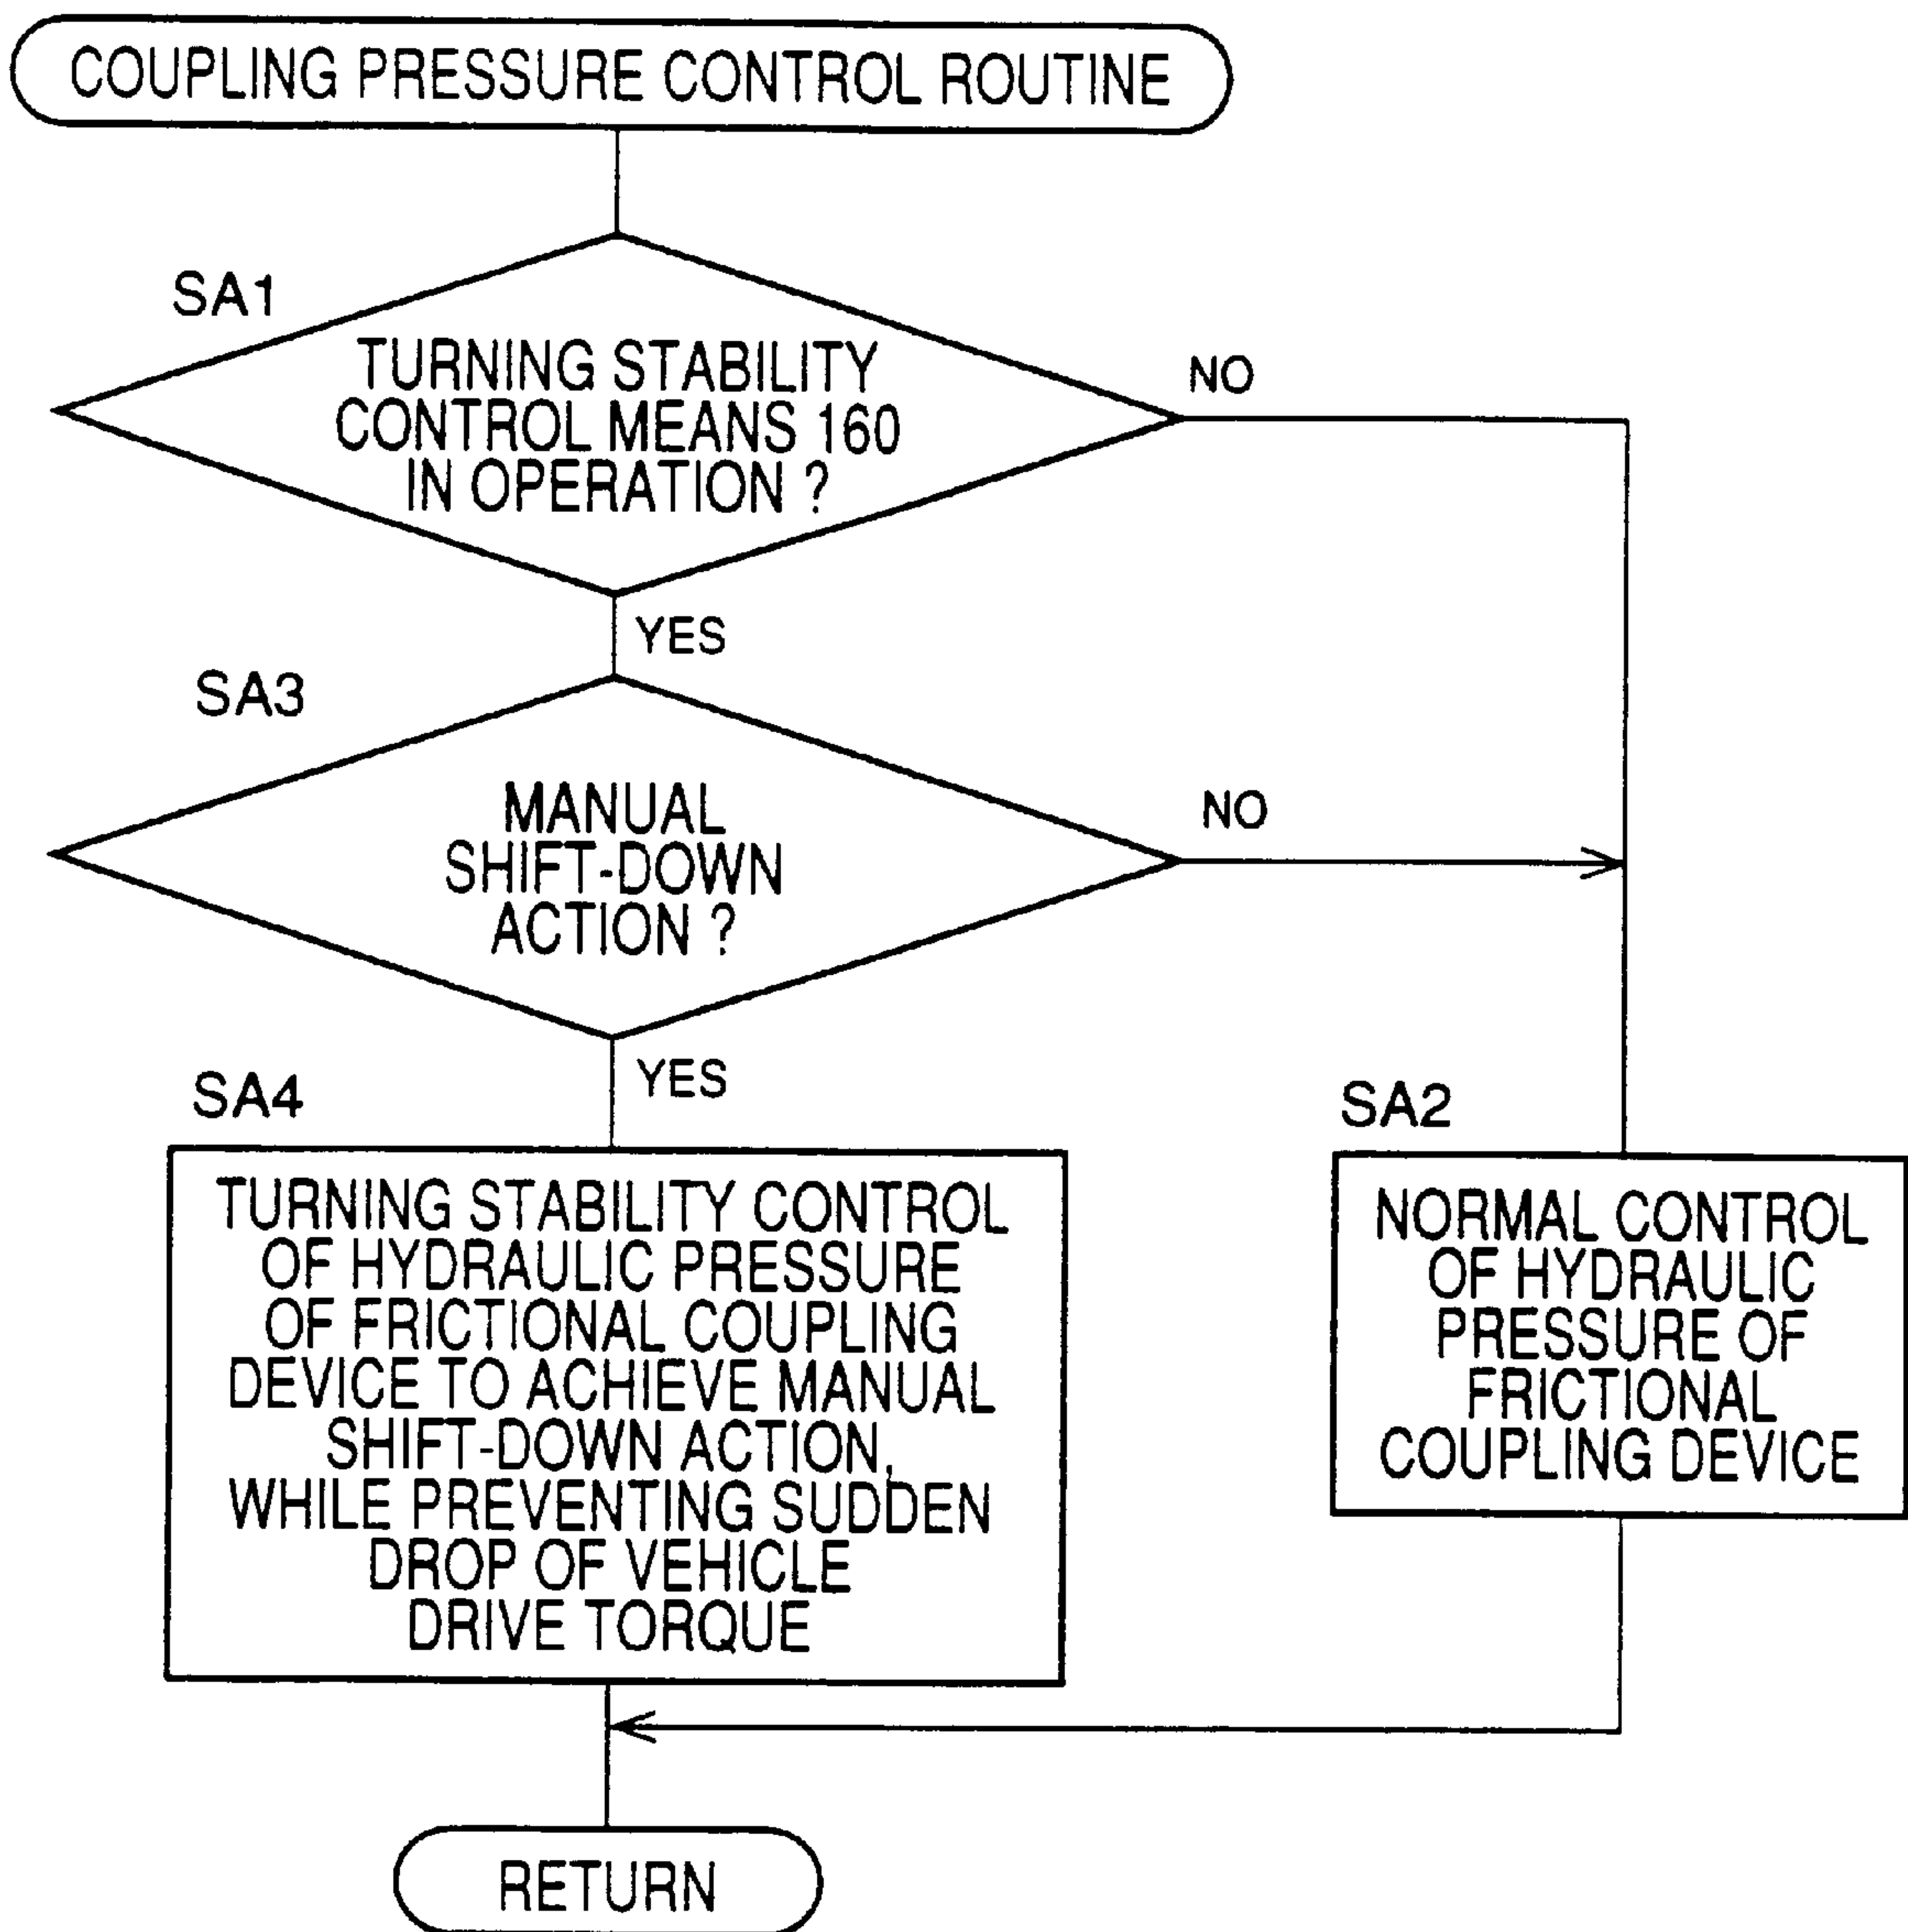 COUPLING PRESSURE CONTROL ROUTINE
SA1
TURNING STABILITY
CONTROL MEANS 160
IN OPERATION ?
NO
YES
SA3
MANUAL
SHIFT-DOWN
ACTION ?
NO
YES
SA4
TURNING STABILITY CONTROL
OF HYDRAULIC PRESSURE
OF FRICTIONAL COUPLING
DEVICE TO ACHIEVE MANUAL
SHIFT-DOWN ACTION,
WHILE PREVENTING SUDDEN
DROP OF VEHICLE
DRIVE TORQUE
SA2
NORMAL CONTROL
OF HYDRAULIC
PRESSURE OF
FRICTIONAL
COUPLING DEVICE
RETURN